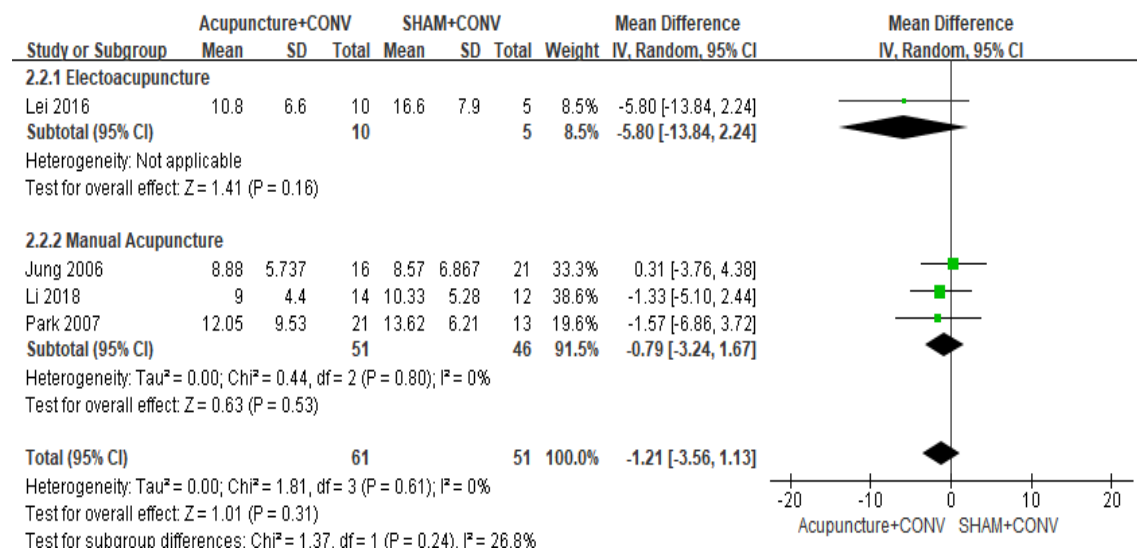 Acupuncture+CONV SHAM+CONV Mean Difference Mean Difference
Study or Subgroup Mean SD Total Mean SD Total Weight IV, Random, 95% CI IV, Random, 95% CI
2.2.1 Electoacupuncture
Lei 2016 10.8 6.6 10 16.6 7.9 5 8.5% -5.80 [-13.84, 2.24]
Subtotal (95% CI) 10 5 8.5% -5.80 [-13.84, 2.24]
Heterogeneity: Not applicable
Test for overall effect: Z = 1.41 (P = 0.16)
2.2.2 Manual Acupuncture
Jung 2006 8.88 5.737 16 8.57 6.867 21 33.3% 0.31 [-3.76, 4.38]
Li 2018 9 4.4 14 10.33 5.28 12 38.6% -1.33 [-5.10, 2.44]
Park 2007 12.05 9.53 21 13.62 6.21 13 19.6% -1.57 [-6.86, 3.72]
Subtotal (95% CI) 51 46 91.5% -0.79 [-3.24, 1.67]
Heterogeneity: Tau² = 0.00; Chi² = 0.44, df = 2 (P = 0.80); I² = 0%
Test for overall effect: Z = 0.63 (P = 0.53)
Total (95% CI) 61 51 100.0% -1.21 [-3.56, 1.13]
Heterogeneity: Tau² = 0.00; Chi² = 1.81, df = 3 (P = 0.61); I² = 0%
Test for overall effect: Z = 1.01 (P = 0.31)
Test for subgroup differences: Chi² = 1.37, df = 1 (P = 0.24), I² = 26.8%
-20 -10 0 10 20
Acupuncture+CONV SHAM+CONV